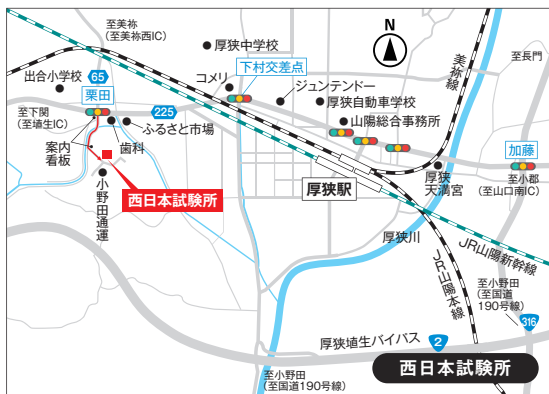 至美祢
(至美祢西IC)
厚狭中学校
N
出合小学校
65
コメリ
下村交差点
ジュンテンドー
美祢線
至長門
栗田
225
厚狭自動車学校
至下関
(至埴生IC)
ふるさと市場
山陽総合事務所
案内
看板
歯科
加藤
西日本試験所
小野田通運
厚狭駅
厚狭
天満宮
至小郡
(至山口南IC)
厚狭川
JR山陽新幹線
JR山陽本線
至小野田
(至国道
190号線)
316
厚狭埴生バイパス
2
西日本試験所
至小野田
(至国道190号線)